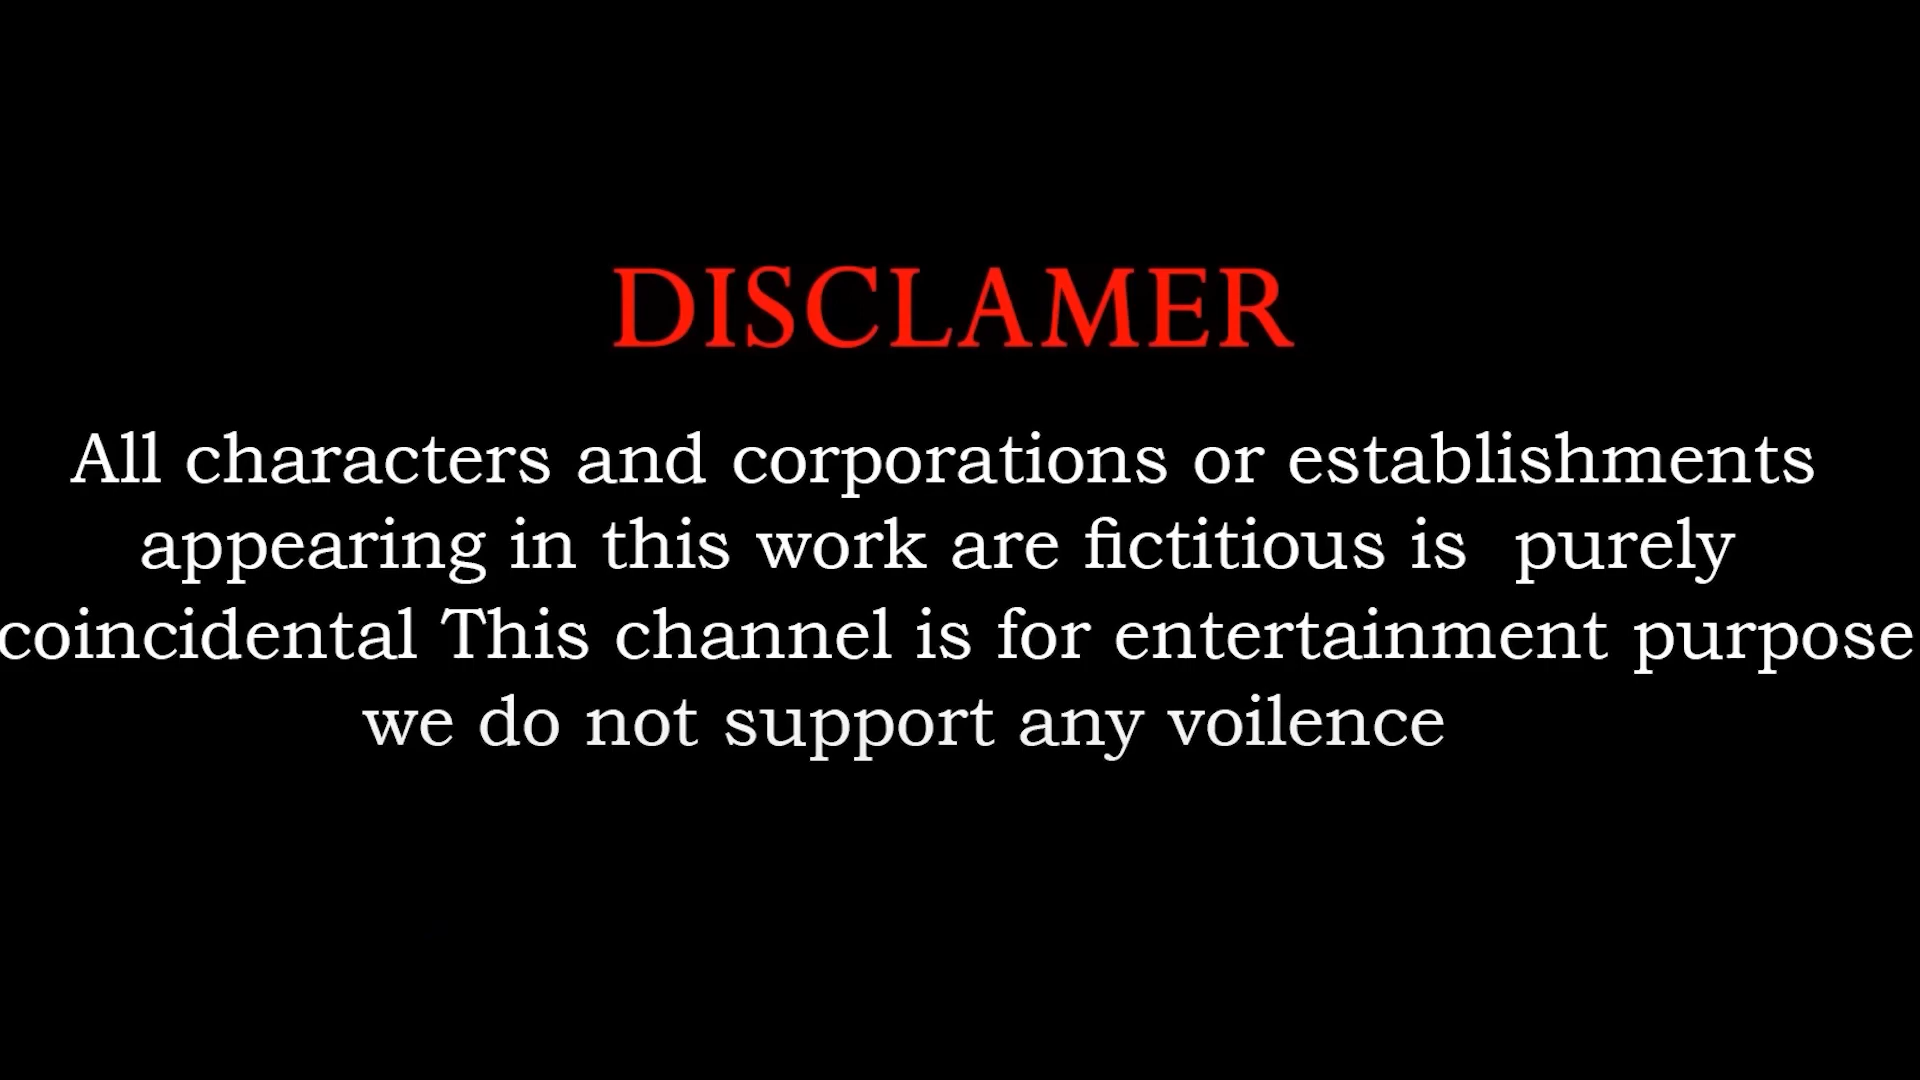 DISCLAMER
All characters and corporations or establishments
appearing in this work are fictitious is  purely
coincidental This channel is for entertainment purpose
we do not support any voilence